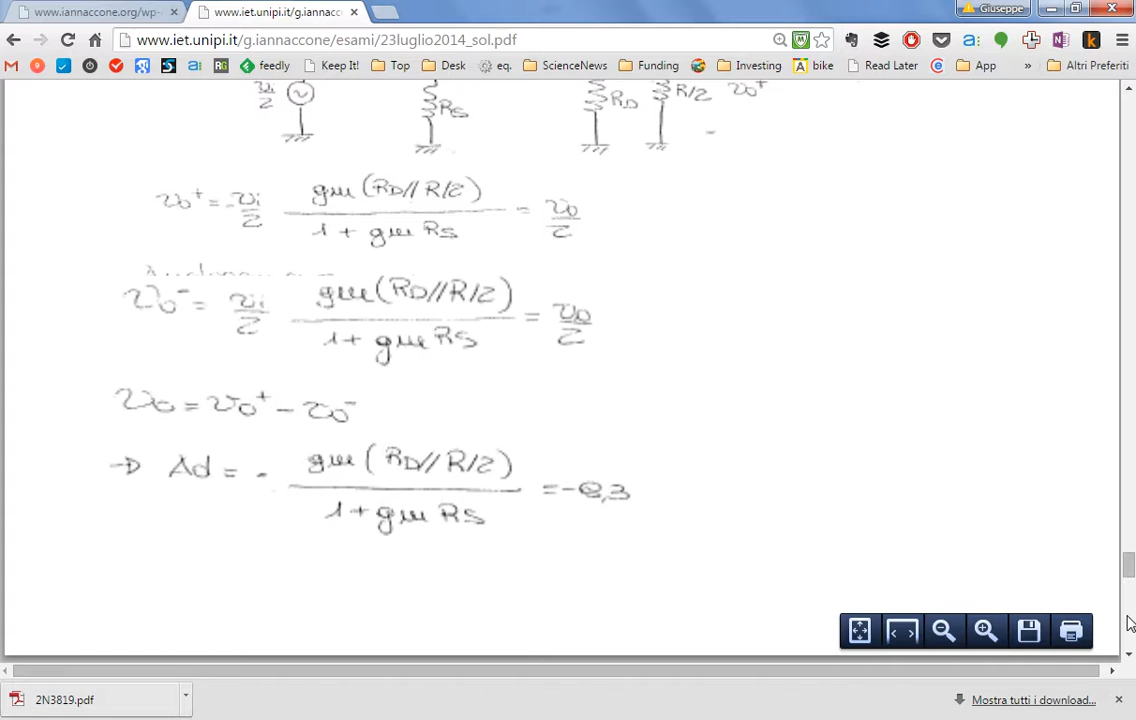 www.iannaccone.org/wp-
www.iet.unipi.it/g.iannacc
Giuseppe
www.iet.unipi.it/g.iannaccone/esami/23luglio2014_sol.pdf
feedly Keep It! Top Desk eq. ScienceNews Funding Investing bike Read Later App » Altri Preferiti
vi/2 RS RD R/2 vo+
vo+ = -vi/2 gm(RD//R/2)/(1+gm RS) = vo/2
vo- = vi/2 gm(RD//R/2)/(1+gm RS) = vo/2
vo = vo+ - vo-
→ Ad = - gm(RD//R/2)/(1+gm RS) =
2N3819.pdf
Mostra tutti i download...